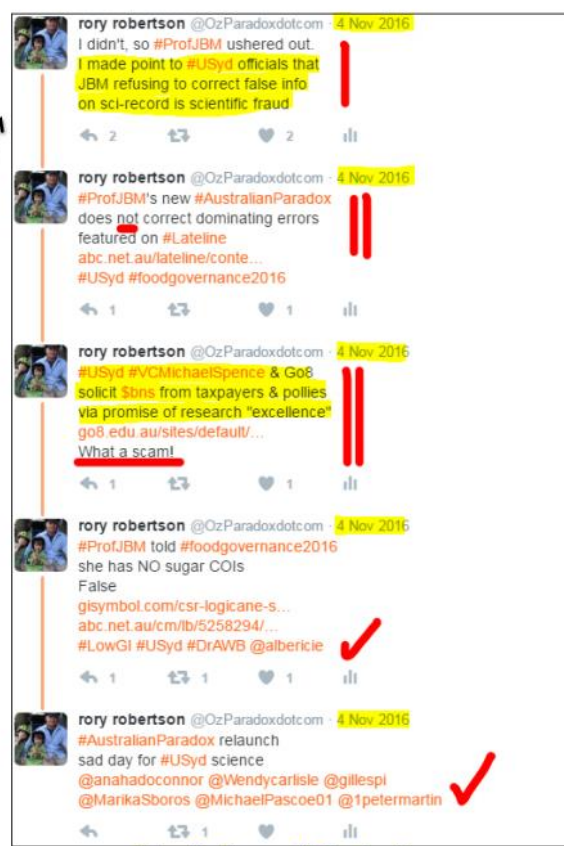 rory robertson @OzParadoxdotcom · 4 Nov 2016
I didn't, so #ProfJBM ushered out.
I made point to #USyd officials that
JBM refusing to correct false info
on sci-record is scientific fraud
2 2
rory robertson @OzParadoxdotcom · 4 Nov 2016
#ProfJBM's new #AustralianParadox
does not correct dominating errors
featured on #Lateline
abc.net.au/lateline/conte...
#USyd #foodgovernance2016
1 1
rory robertson @OzParadoxdotcom · 4 Nov 2016
#USyd #VCMichaelSpence & Go8
solicit $bns from taxpayers & pollies
via promise of research "excellence"
go8.edu.au/sites/default/...
What a scam!
1 1
rory robertson @OzParadoxdotcom · 4 Nov 2016
#ProfJBM told #foodgovernance2016
she has NO sugar COIs
False
gisymbol.com/csr-logicane-s...
abc.net.au/cm/lb/5258294/...
#LowGI #USyd #DrAWB @albericie
1 1 1
rory robertson @OzParadoxdotcom · 4 Nov 2016
#AustralianParadox relaunch
sad day for #USyd science
@anahadoconnor @Wendycarlisle @gillespi
@MarikaSboros @MichaelPascoe01 @1petermartin
1